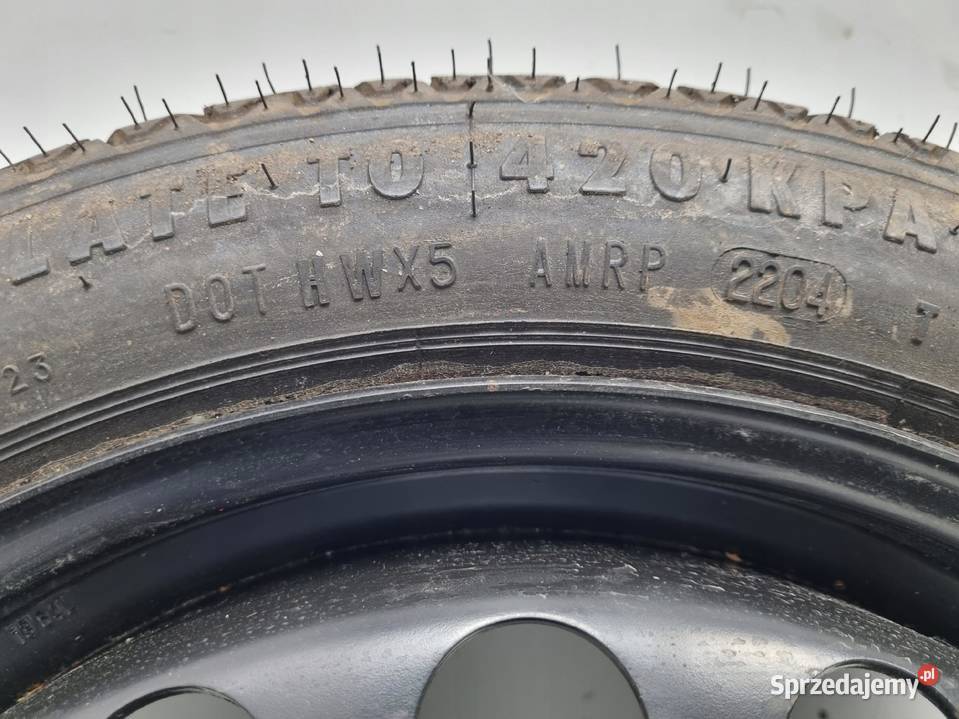 LATE TO 420 KPA
DOT HWX5 AMRP 2204 T
23
Sprzedajemy.pl